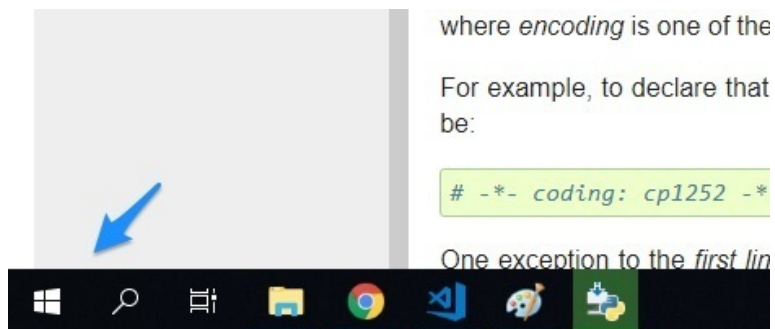 where encoding is one of the
For example, to declare that
be:
# -*- coding: cp1252 -*
One exception to the first lin